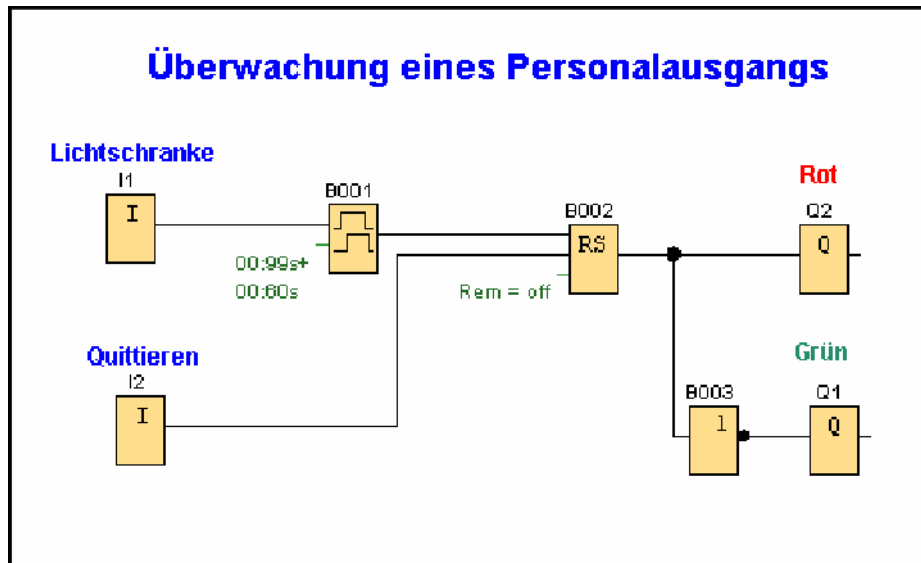 Überwachung eines Personalausgangs
Lichtschranke
I1
I
B001
00:99s+
00:60s
B002
RS
Rem = off
Rot
Q2
Q
Quittieren
I2
I
B003
1
Grün
Q1
Q